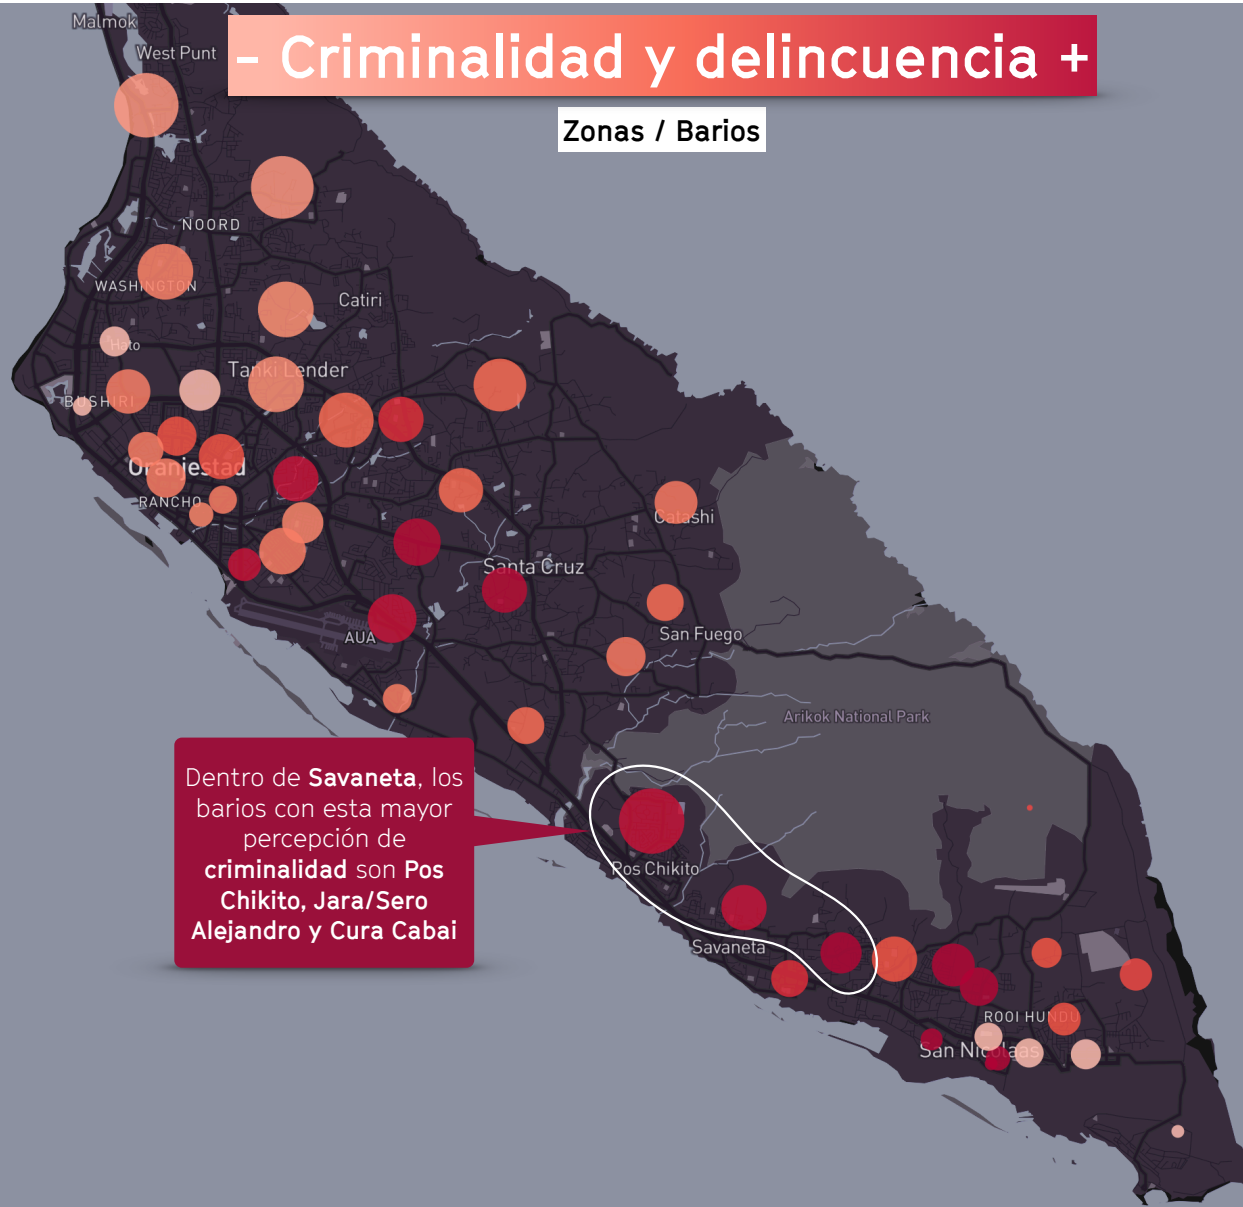 Malmok
West Punt
- Criminalidad y delincuencia +
Zonas / Barios
NOORD
WASHINGTON
Catiri
Hato
Tanki Lender
BUSHIRI
Oranjestad
RANCHO
Catashi
Santa Cruz
San Fuego
AUA
Arikok National Park
Dentro de Savaneta, los
barios con esta mayor
percepción de
criminalidad son Pos
Chikito, Jara/Sero
Alejandro y Cura Cabai
Pos Chikito
Savaneta
ROOI HUNDU
San Nicolaas